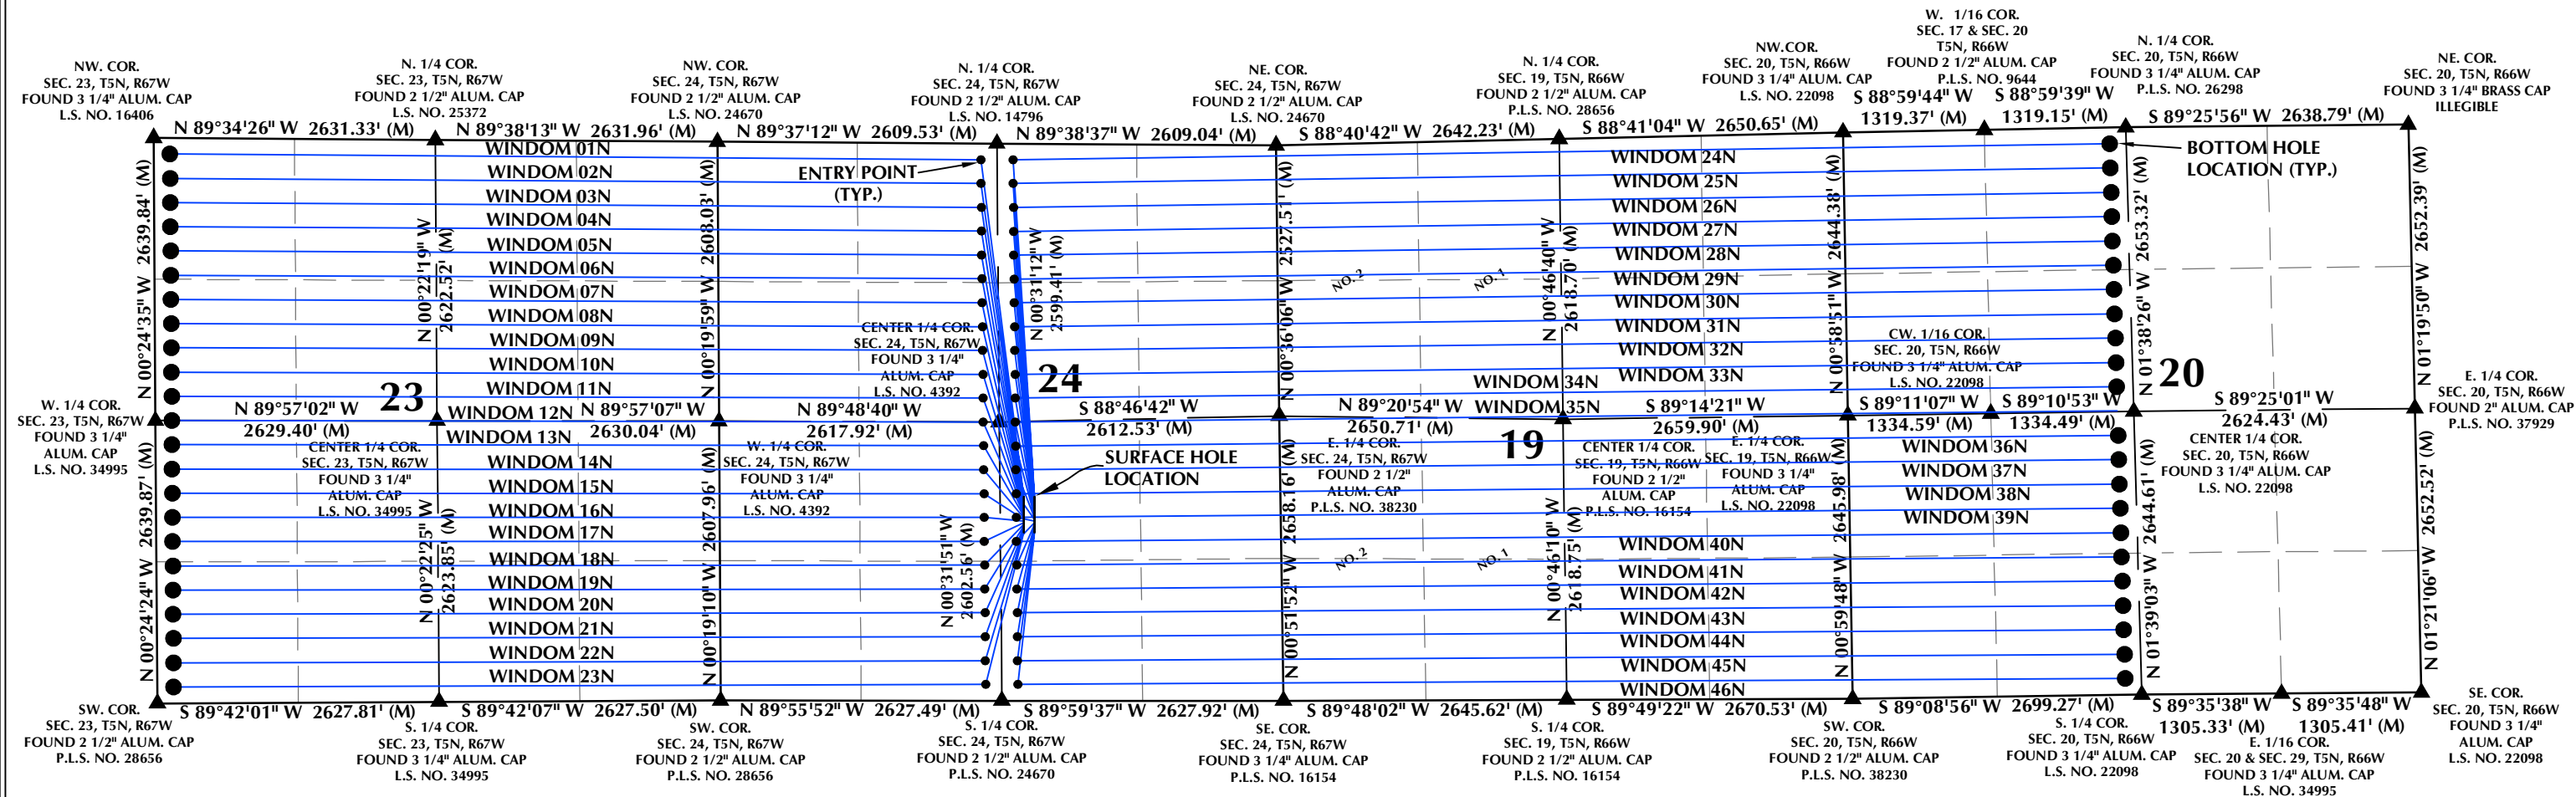 NW. COR.
SEC. 23, T5N, R67W
FOUND 3 1/4" ALUM. CAP
L.S. NO. 16406
N. 1/4 COR.
SEC. 23, T5N, R67W
FOUND 2 1/2" ALUM. CAP
L.S. NO. 25372
NW. COR.
SEC. 24, T5N, R67W
FOUND 2 1/2" ALUM. CAP
L.S. NO. 24670
N. 1/4 COR.
SEC. 24, T5N, R67W
FOUND 2 1/2" ALUM. CAP
L.S. NO. 14796
NE. COR.
SEC. 24, T5N, R67W
FOUND 2 1/2" ALUM. CAP
L.S. NO. 24670
N. 1/4 COR.
SEC. 19, T5N, R66W
FOUND 2 1/2" ALUM. CAP
P.L.S. NO. 28656
NW.COR.
SEC. 20, T5N, R66W
FOUND 3 1/4" ALUM. CAP
L.S. NO. 22098
W. 1/16 COR.
SEC. 17 & SEC. 20
T5N, R66W
FOUND 2 1/2" ALUM. CAP
P.L.S. NO. 9644
N. 1/4 COR.
SEC. 20, T5N, R66W
FOUND 3 1/4" ALUM. CAP
P.L.S. NO. 26298
NE. COR.
SEC. 20, T5N, R66W
FOUND 3 1/4" BRASS CAP
ILLEGIBLE
N 89°34'26" W 2631.33' (M)
N 89°38'13" W 2631.96' (M)
N 89°37'12" W 2609.53' (M)
N 89°38'37" W 2609.04' (M)
S 88°40'42" W 2642.23' (M)
S 88°41'04" W 2650.65' (M)
S 88°59'44" W
1319.37' (M)
S 88°59'39" W
1319.15' (M)
S 89°25'56" W 2638.79' (M)
WINDOM 01N
WINDOM 02N
WINDOM 03N
WINDOM 04N
WINDOM 05N
WINDOM 06N
WINDOM 07N
WINDOM 08N
WINDOM 09N
WINDOM 10N
WINDOM 11N
WINDOM 12N
WINDOM 13N
WINDOM 14N
WINDOM 15N
WINDOM 16N
WINDOM 17N
WINDOM 18N
WINDOM 19N
WINDOM 20N
WINDOM 21N
WINDOM 22N
WINDOM 23N
ENTRY POINT
(TYP.)
WINDOM 24N
WINDOM 25N
WINDOM 26N
WINDOM 27N
WINDOM 28N
WINDOM 29N
WINDOM 30N
WINDOM 31N
WINDOM 32N
WINDOM 33N
WINDOM 34N
WINDOM 35N
WINDOM 36N
WINDOM 37N
WINDOM 38N
WINDOM 39N
WINDOM 40N
WINDOM 41N
WINDOM 42N
WINDOM 43N
WINDOM 44N
WINDOM 45N
WINDOM 46N
BOTTOM HOLE
LOCATION (TYP.)
SURFACE HOLE
LOCATION
N 00°24'35" W 2639.84' (M)
N 00°22'19" W
2622.52' (M)
N 00°19'59" W 2608.03' (M)
N 00°31'12" W
2599.41' (M)
N 00°36'06" W 2527.51' (M)
N 00°46'40" W
2618.70' (M)
N 00°58'51" W 2644.38' (M)
N 01°38'26" W 2653.32' (M)
N 01°19'50" W 2652.39' (M)
NO.2
NO.1
CENTER 1/4 COR.
SEC. 24, T5N, R67W
FOUND 3 1/4"
ALUM. CAP
L.S. NO. 4392
CW. 1/16 COR.
SEC. 20, T5N, R66W
FOUND 3 1/4" ALUM. CAP
L.S. NO. 22098
23
24
19
20
W. 1/4 COR.
SEC. 23, T5N, R67W
FOUND 3 1/4"
ALUM. CAP
L.S. NO. 34995
E. 1/4 COR.
SEC. 20, T5N, R66W
FOUND 2" ALUM. CAP
P.L.S. NO. 37929
N 89°57'02" W
2629.40' (M)
N 89°57'07" W
2630.04' (M)
N 89°48'40" W
2617.92' (M)
S 88°46'42" W
2612.53' (M)
N 89°20'54" W
2650.71' (M)
S 89°14'21" W
2659.90' (M)
S 89°11'07" W
1334.59' (M)
S 89°10'53" W
1334.49' (M)
S 89°25'01" W
2624.43' (M)
CENTER 1/4 COR.
SEC. 23, T5N, R67W
FOUND 3 1/4"
ALUM. CAP
L.S. NO. 34995
W. 1/4 COR.
SEC. 24, T5N, R67W
FOUND 3 1/4"
ALUM. CAP
L.S. NO. 4392
E. 1/4 COR.
SEC. 24, T5N, R67W
FOUND 2 1/2"
ALUM. CAP
P.L.S. NO. 38230
CENTER 1/4 COR.
SEC. 19, T5N, R66W
FOUND 2 1/2"
ALUM. CAP
P.L.S. NO. 16154
E. 1/4 COR.
SEC. 19, T5N, R66W
FOUND 3 1/4"
ALUM. CAP
L.S. NO. 22098
CENTER 1/4 COR.
SEC. 20, T5N, R66W
FOUND 3 1/4" ALUM. CAP
L.S. NO. 22098
N 00°24'24" W 2639.87' (M)
N 00°22'25" W
2623.85' (M)
N 00°19'10" W 2607.96' (M)
N 00°31'51" W
2602.56' (M)
N 00°51'52" W 2658.16' (M)
N 00°46'10" W
2618.75' (M)
N 00°59'48" W 2645.98' (M)
N 01°39'03" W 2644.61' (M)
N 01°21'06" W 2652.52' (M)
NO.2
NO.1
S 89°42'01" W 2627.81' (M)
S 89°42'07" W 2627.50' (M)
N 89°55'52" W 2627.49' (M)
S 89°59'37" W 2627.92' (M)
S 89°48'02" W 2645.62' (M)
S 89°49'22" W 2670.53' (M)
S 89°08'56" W 2699.27' (M)
S 89°35'38" W
1305.33' (M)
S 89°35'48" W
1305.41' (M)
SW. COR.
SEC. 23, T5N, R67W
FOUND 2 1/2" ALUM. CAP
P.L.S. NO. 28656
S. 1/4 COR.
SEC. 23, T5N, R67W
FOUND 3 1/4" ALUM. CAP
L.S. NO. 34995
SW. COR.
SEC. 24, T5N, R67W
FOUND 2 1/2" ALUM. CAP
P.L.S. NO. 28656
S. 1/4 COR.
SEC. 24, T5N, R67W
FOUND 2 1/2" ALUM. CAP
P.L.S. NO. 24670
SE. COR.
SEC. 24, T5N, R67W
FOUND 3 1/4" ALUM. CAP
P.L.S. NO. 16154
S. 1/4 COR.
SEC. 19, T5N, R66W
FOUND 2 1/2" ALUM. CAP
P.L.S. NO. 16154
SW. COR.
SEC. 20, T5N, R66W
FOUND 2 1/2" ALUM. CAP
P.L.S. NO. 38230
S. 1/4 COR.
SEC. 20, T5N, R66W
FOUND 3 1/4" ALUM. CAP
L.S. NO. 22098
E. 1/16 COR.
SEC. 20 & SEC. 29, T5N, R66W
FOUND 3 1/4" ALUM. CAP
L.S. NO. 34995
SE. COR.
SEC. 20, T5N, R66W
FOUND 3 1/4"
ALUM. CAP
L.S. NO. 22098